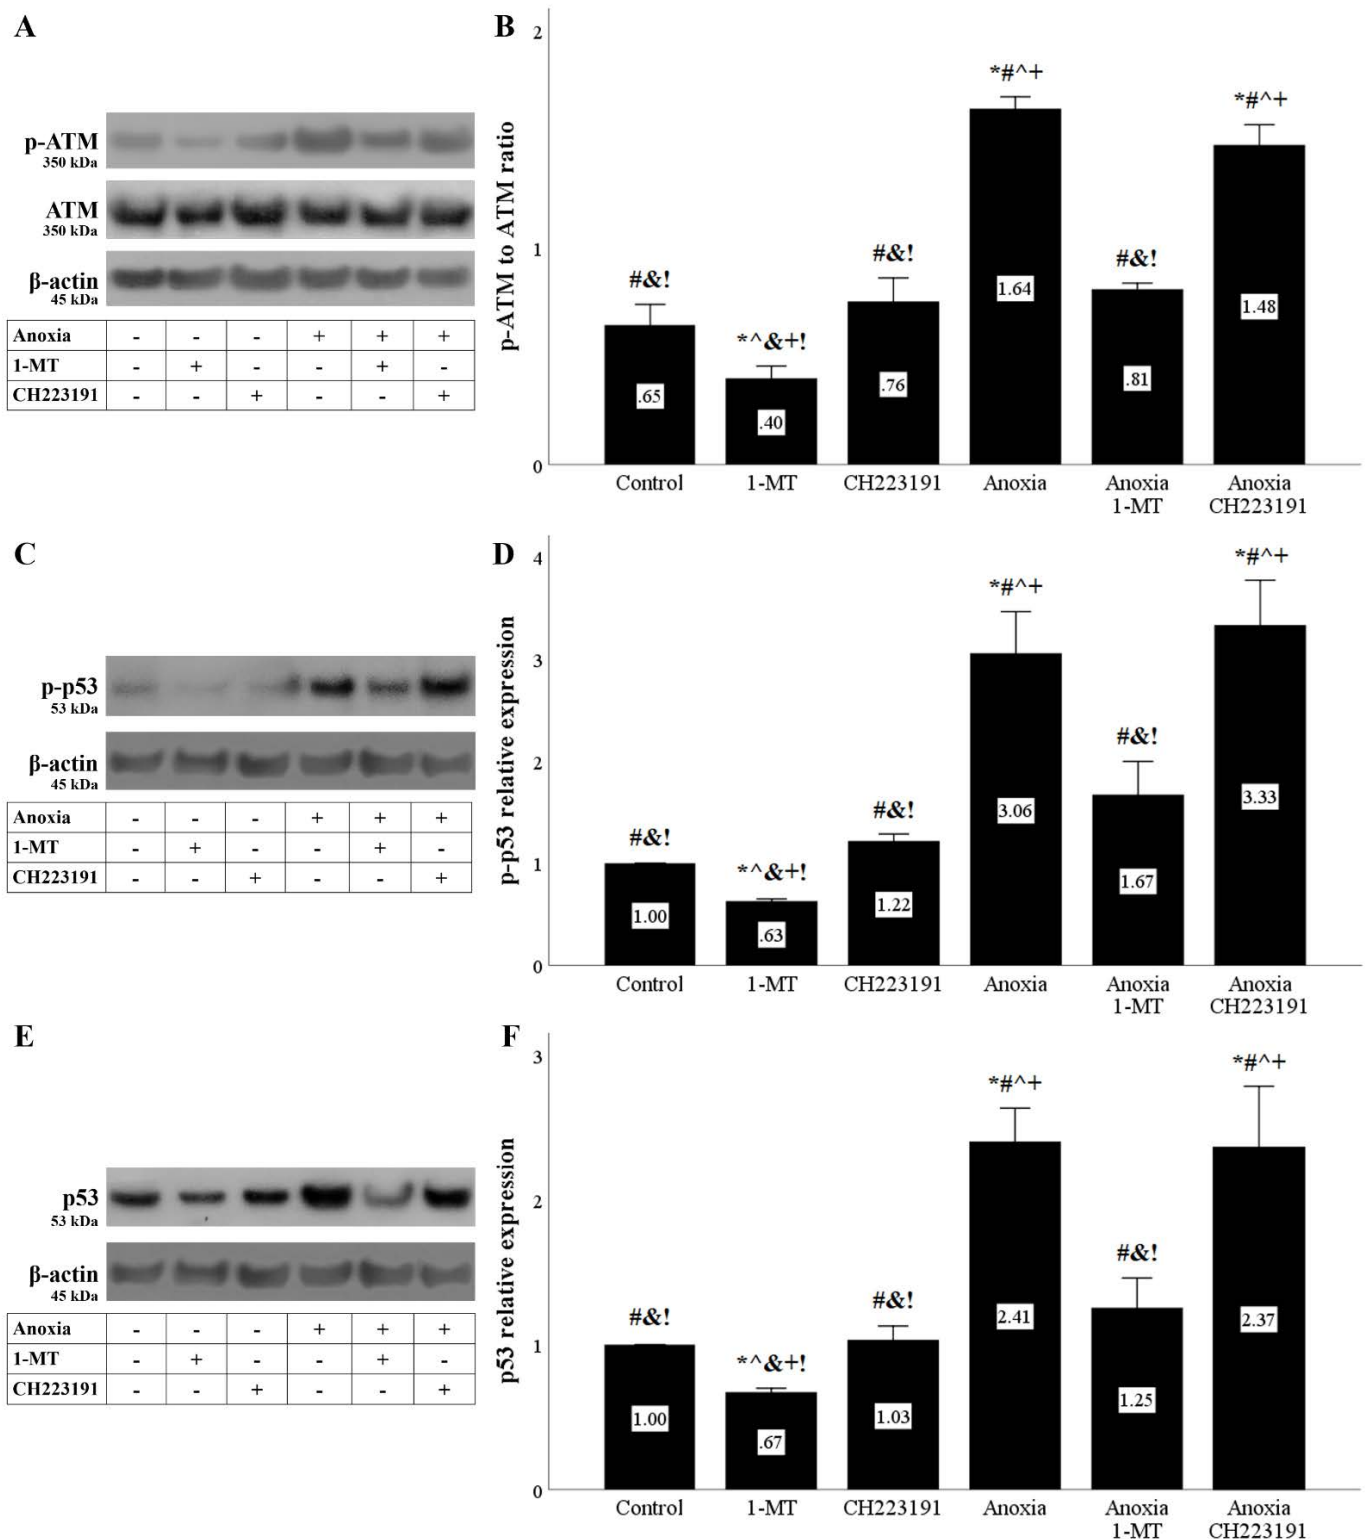 A
p-ATM
350 kDa
ATM
350 kDa
β-actin
45 kDa
Anoxia - - - + + +
1-MT - + - - + -
CH223191 - - + - - +
B
p-ATM to ATM ratio
2
1
0
#&!
*^&+!
#&!
*#^+
#&!
*#^+
.65
.40
.76
1.64
.81
1.48
Control
1-MT
CH223191
Anoxia
Anoxia
1-MT
Anoxia
CH223191
C
p-p53
53 kDa
β-actin
45 kDa
Anoxia - - - + + +
1-MT - + - - + -
CH223191 - - + - - +
D
p-p53 relative expression
4
3
2
1
0
#&!
*^&+!
#&!
*#^+
#&!
*#^+
1.00
.63
1.22
3.06
1.67
3.33
Control
1-MT
CH223191
Anoxia
Anoxia
1-MT
Anoxia
CH223191
E
p53
53 kDa
β-actin
45 kDa
Anoxia - - - + + +
1-MT - + - - + -
CH223191 - - + - - +
F
p53 relative expression
3
2
1
0
#&!
*^&+!
#&!
*#^+
#&!
*#^+
1.00
.67
1.03
2.41
1.25
2.37
Control
1-MT
CH223191
Anoxia
Anoxia
1-MT
Anoxia
CH223191